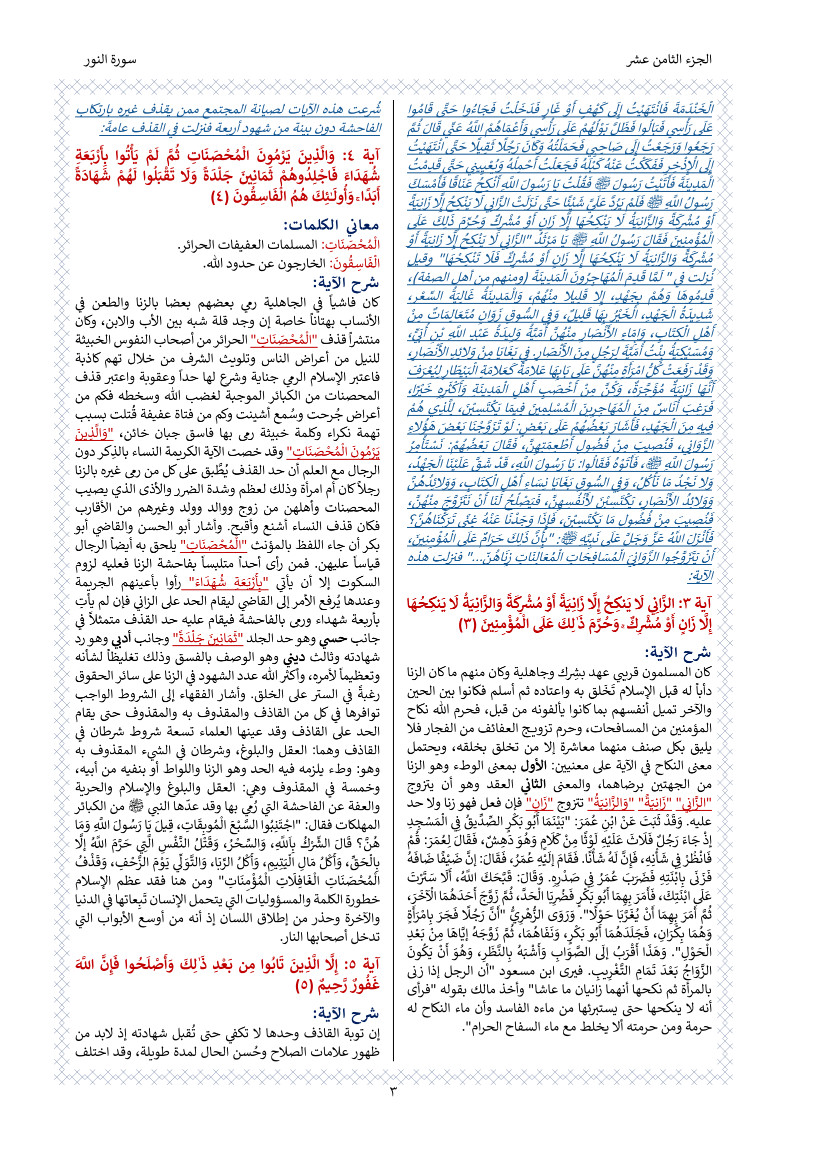 الجزء الثامن عشر
سورة النور
الْخَنْدَمَةَ فَانْتَهَيْتُ إِلَى كَهْفٍ أَوْ غَارٍ فَدَخَلْتُ فَجَاءُوا حَتَّى قَامُوا
عَلَى رَأْسِي فَبَالُوا فَظَلَّ بَوْلُهُمْ عَلَى رَأْسِي وَأَعْمَاهُمْ اللَّهُ عَنِّي قَالَ ثُمَّ
رَجَعُوا وَرَجَعْتُ إِلَى صَاحِبِي فَحَمَلْتُهُ وَكَانَ رَجُلًا ثَقِيلًا حَتَّى انْتَهَيْتُ
إِلَى الْإِذْخِرِ فَفَكَكْتُ عَنْهُ كَبْلَهُ فَجَعَلْتُ أَحْمِلُهُ وَيُعْيِينِي حَتَّى قَدِمْتُ
الْمَدِينَةَ فَأَتَيْتُ رَسُولَ ﷺ فَقُلْتُ يَا رَسُولَ اللَّهِ أَنْكِحُ عَنَاقًا فَأَمْسَكَ
رَسُولُ اللَّهِ ﷺ فَلَمْ يَرُدَّ عَلَيَّ شَيْئًا حَتَّى نَزَلَتْ الزَّانِي لَا يَنْكِحُ إِلَّا زَانِيَةً
أَوْ مُشْرِكَةً وَالزَّانِيَةُ لَا يَنْكِحُهَا إِلَّا زَانٍ أَوْ مُشْرِكٌ وَحُرِّمَ ذَلِكَ عَلَى
الْمُؤْمِنِينَ فَقَالَ رَسُولُ اللَّهِ ﷺ يَا مَرْثَدُ "الزَّانِي لَا يَنْكِحُ إِلَّا زَانِيَةً أَوْ
مُشْرِكَةً وَالزَّانِيَةُ لَا يَنْكِحُهَا إِلَّا زَانٍ أَوْ مُشْرِكٌ فَلَا تَنْكِحْهَا" وقيل
نُزلت في " لَمَّا قَدِمَ الْمُهَاجِرُونَ الْمَدِينَةَ (ومنهم من أهل الصفة)،
قَدِمُوهَا وَهُمْ بِجَهْدٍ، إِلا قَلِيلا مِنْهُمْ، وَالْمَدِينَةُ غَالِيَةُ السِّعْرِ،
شَدِيدَةُ الْجَهْدِ، الْخَيْرُ بِهَا قَلِيلٌ، وَفِي السُّوقِ زَوَانٍ مُتَعَالِمَاتٌ مِنْ
أَهْلِ الْكِتَابِ، وَإِمَاءِ الأَنْصَارِ مِنْهُنَّ أُمَيَّةُ وَلِيدَةُ عَبْدِ اللَّهِ بْنِ أُبَيٍّ،
وَمُسَيْكِيَةُ بِنْتُ أُمَيَّةَ لِرَجُلٍ مِنَ الأَنْصَارِ، فِي بَغَايَا مِنْ وَلائِدِ الأَنْصَارِ،
وَقَدْ رَفَعَتْ كُلُّ امْرَأَةٍ مِنْهُنَّ عَلَى بَابِهَا عَلامَةً كَعَلامَةِ الْبَيْطَارِ لِيُعْرَفَ
أَنَّهَا زَانِيَةٌ مُؤَجَّرَةٌ، وَكُنَّ مِنْ أَخْصَبِ أَهْلِ الْمَدِينَةِ وَأَكْثَرِهِ خَيْرًا،
فَرَغِبَ أُنَاسٌ مِنَ الْمُهَاجِرِينَ الْمُسْلِمِينَ فِيمَا يَكْتَسِبْنَ، لِلَّذِي هُمْ
فِيهِ مِنَ الْجَهْدِ، فَأَشَارَ بَعْضُهُمْ عَلَى بَعْضٍ: لَوْ تَزَوَّجْنَا بَعْضَ هَؤُلاءِ
الزَّوَانِي، فَنُصِيبَ مِنْ فُضُولِ أَطْعِمَتِهِنَّ، فَقَالَ بَعْضُهُمْ: نَسْتَأْمِرُ
رَسُولَ اللَّهِ ﷺ، فَأَتَوْهُ فَقَالُوا: يَا رَسُولَ اللَّهِ، قَدْ شَقَّ عَلَيْنَا الْجَهْدُ،
وَلا نَجِدُ مَا نَأْكُلُ، وَفِي السُّوقِ بَغَايَا نِسَاءِ أَهْلِ الْكِتَابِ، وَوَلائِدُهُنَّ
وَوَلائِدُ الأَنْصَارِ، يَكْتَسِبْنَ لأَنْفُسِهِنَّ، فَيَصْلُحُ لَنَا أَنْ نَتَزَوَّجَ مِنْهُنَّ،
فَنُصِيبَ مِنْ فُضُولِ مَا يَكْتَسِبْنَ، فَإِذَا وَجَدْنَا عَنْهُ غِنًى تَرَكْنَاهُنَّ؟
فَأَنْزَلَ اللَّهُ عَزَّ وَجَلَّ عَلَى نَبِيِّهِ ﷺ: "بِأَنَّ ذَلِكَ حَرَامٌ عَلَى الْمُؤْمِنِينَ،
أَنْ يَتَزَوَّجُوا الزَّوَانِيَ الْمُسَافِحَاتِ الْمُعَالِنَاتِ زِنَاهُنَّ..." فنزلت هذه
الآية:
آية ٣: الزَّانِي لَا يَنكِحُ إِلَّا زَانِيَةً أَوْ مُشْرِكَةً وَالزَّانِيَةُ لَا يَنكِحُهَا
إِلَّا زَانٍ أَوْ مُشْرِكٌ ۚ وَحُرِّمَ ذَٰلِكَ عَلَى الْمُؤْمِنِينَ (٣)
شرح الآية:
كان المسلمون قريبي عهد بشِرك وجاهلية وكان منهم ما كان الزنا
دأباً له قبل الإسلام تَخَلق به واعتاده ثم أسلم فكانوا بين الحين
والآخر تميل أنفسهم بما كانوا يألفونه من قبل، فحرم الله نكاح
المؤمنين من المسافحات، وحرم تزويج العفائف من الفجار فلا
يليق بكل صنف منهما معاشرة إلا من تخلق بخلقه، ويحتمل
معنى النكاح في الآية على معنيين: الأول بمعنى الوطء وهو الزنا
من الجهتين برضاهما، والمعنى الثاني العقد وهو أن يتزوج
"الزَّانِي" "زَانِيَةً" "وَالزَّانِيَةُ" تتزوج "زَانٍ" فإن فعل فهو زنا ولا حد
عليه. وَقَدْ ثَبَتَ عَنْ ابْنِ عُمَرَ: "بَيْنَمَا أَبُو بَكْرٍ الصِّدِّيقُ فِي الْمَسْجِدِ
إذْ جَاءَ رَجُلٌ فَلَاثَ عَلَيْهِ لَوْثًا مِنْ كَلَامٍ وَهُوَ دَهِشٌ، فَقَالَ لِعُمَرَ: قُمْ
فَانْظُرْ فِي شَأْنِهِ، فَإِنَّ لَهُ شَأْنًا. فَقَامَ إلَيْهِ عُمَرُ، فَقَالَ: إنَّ ضَيْفًا ضَافَهُ
فَزَنَى بِابْنَتِهِ فَضَرَبَ عُمَرُ فِي صَدْرِهِ. وَقَالَ: قَبَّحَك اللَّهُ، أَلَا سَتَرْت
عَلَى ابْنَتِك، فَأَمَرَ بِهِمَا أَبُو بَكْرٍ فَضُرِبَا الْحَدَّ، ثُمَّ زَوَّجَ أَحَدَهُمَا الْآخَرَ،
ثُمَّ أَمَرَ بِهِمَا أَنْ يُغَرَّبَا حَوْلًا". وَرَوَى الزُّهْرِيُّ "أَنَّ رَجُلًا فَجَرَ بِامْرَأَةٍ
وَهُمَا بِكْرَانِ، فَجَلَدَهُمَا أَبُو بَكْرٍ، وَنَفَاهُمَا، ثُمَّ زَوَّجَهُ إيَّاهَا مِنْ بَعْدِ
الْحَوْلِ". وَهَذَا أَقْرَبُ إلَى الصَّوَابِ وَأَشْبَهُ بِالنَّظَرِ، وَهُوَ أَنْ يَكُونَ
الزَّوَاجُ بَعْدَ تَمَامِ التَّغْرِيبِ. فيرى ابن مسعود "أن الرجل إذا زنى
بالمرأة ثم نكحها أنهما زانيان ما عاشا" وأخذ مالك بقوله "فرأى
أنه لا ينكحها حتى يستبرئها من ماءه الفاسد وأن ماء النكاح له
حرمة ومن حرمته ألا يخلط مع ماء السفاح الحرام".
شُرعت هذه الآيات لصيانة المجتمع ممن يقذف غيره بارتكاب
الفاحشة دون بينة من شهود أربعة فنزلت في القذف عامةً:
آية ٤: وَالَّذِينَ يَرْمُونَ الْمُحْصَنَاتِ ثُمَّ لَمْ يَأْتُوا بِأَرْبَعَةِ
شُهَدَاءَ فَاجْلِدُوهُمْ ثَمَانِينَ جَلْدَةً وَلَا تَقْبَلُوا لَهُمْ شَهَادَةً
أَبَدًا ۚ وَأُولَٰئِكَ هُمُ الْفَاسِقُونَ (٤)
معاني الكلمات:
الْمُحْصَنَاتِ: المسلمات العفيفات الحرائر.
الْفَاسِقُونَ: الخارجون عن حدود الله.
شرح الآية:
كان فاشياً في الجاهلية رمي بعضهم بعضا بالزنا والطعن في
الأنساب بهتاناً خاصة إن وجد قلة شبه بين الأب والابن، وكان
منتشراً قذف "الْمُحْصَنَاتِ" الحرائر من أصحاب النفوس الخبيثة
للنيل من أعراض الناس وتلويث الشرف من خلال تهم كاذبة
فاعتبر الإسلام الرمي جناية وشرع لها حداً وعقوبة واعتبر قذف
المحصنات من الكبائر الموجبة لغضب الله وسخطه فكم من
أعراض جُرحت وسُمع أشينت وكم من فتاة عفيفة قُتلت بسبب
تهمة نكراء وكلمة خبيثة رمى بها فاسق جبان خائن، "وَالَّذِينَ
يَرْمُونَ الْمُحْصَنَاتِ" وقد خصت الآية الكريمة النساء بالذِكر دون
الرجال مع العلم أن حد القذف يُطَّبق على كل من رمى غيره بالزنا
رجلاً كان أم امرأة وذلك لعظم وشدة الضرر والأذى الذي يصيب
المحصنات وأهلهن من زوج ووالد وولد وغيرهم من الأقارب
فكان قذف النساء أشنع وأقبح. وأشار أبو الحسن والقاضي أبو
بكر أن جاء اللفظ بالمؤنث "الْمُحْصَنَاتِ" يلحق به أيضاً الرجال
قياساً عليهن. فمن رأى أحداً متلبساً بفاحشة الزنا فعليه لزوم
السكوت إلا أن يأتي "بِأَرْبَعَةِ شُهَدَاءَ" رأوا بأعينهم الجريمة
وعندها يُرفع الأمر إلى القاضي ليقام الحد على الزاني فإن لم يأتِ
بأربعة شهداء ورمى بالفاحشة فيقام عليه حد القذف متمثلاً في
جانب حسي وهو حد الجلد "ثَمَانِينَ جَلْدَةً" وجانب أدبي وهو رد
شهادته وثالث ديني وهو الوصف بالفسق وذلك تغليظاً لشأنه
وتعظيماً لأمره، وأكثر الله عدد الشهود في الزنا على سائر الحقوق
رغبةً في الستر على الخلق. وأشار الفقهاء إلى الشروط الواجب
توافرها في كل من القاذف والمقذوف به والمقذوف حتى يقام
الحد على القاذف وقد عينها العلماء تسعة شروط شرطان في
القاذف وهما: العقل والبلوغ، وشرطان في الشيء المقذوف به
وهو: وطء يلزمه فيه الحد وهو الزنا واللواط أو بنفيه من أبيه،
وخمسة في المقذوف وهي: العقل والبلوغ والإسلام والحرية
والعفة عن الفاحشة التي رُمِي بها وقد عدّها النبي ﷺ من الكبائر
المهلكات فقال: "اجْتَنِبُوا السَّبْعَ الْمُوبِقَاتِ، قِيلَ يَا رَسُولَ اللَّهِ وَمَا
هُنَّ؟ قَالَ الشِّرْكُ بِاَللَّهِ، وَالسِّحْرُ، وَقَتْلُ النَّفْسِ الَّتِي حَرَّمَ اللَّهُ إِلَّا
بِالْحَقِّ، وَأَكْلُ مَالِ الْيَتِيمِ، وَأَكْلُ الرِّبَا، وَالتَّوَلِّي يَوْمَ الزَّحْفِ، وَقَذْفُ
الْمُحْصَنَاتِ الْغَافِلَاتِ الْمُؤْمِنَاتِ" ومن هنا فقد عظم الإسلام
خطورة الكلمة والمسؤوليات التي يتحمل الإنسان تَبِعاتها في الدنيا
والآخرة وحذر من إطلاق اللسان إذ أنه من أوسع الأبواب التي
تدخل أصحابها النار.
آية ٥: إِلَّا الَّذِينَ تَابُوا مِن بَعْدِ ذَٰلِكَ وَأَصْلَحُوا فَإِنَّ اللَّهَ
غَفُورٌ رَّحِيمٌ (٥)
شرح الآية:
إن توبة القاذف وحدها لا تكفي حتى تُقبل شهادته إذ لابد من
ظهور علامات الصلاح وحُسن الحال لمدة طويلة، وقد اختلف
٣